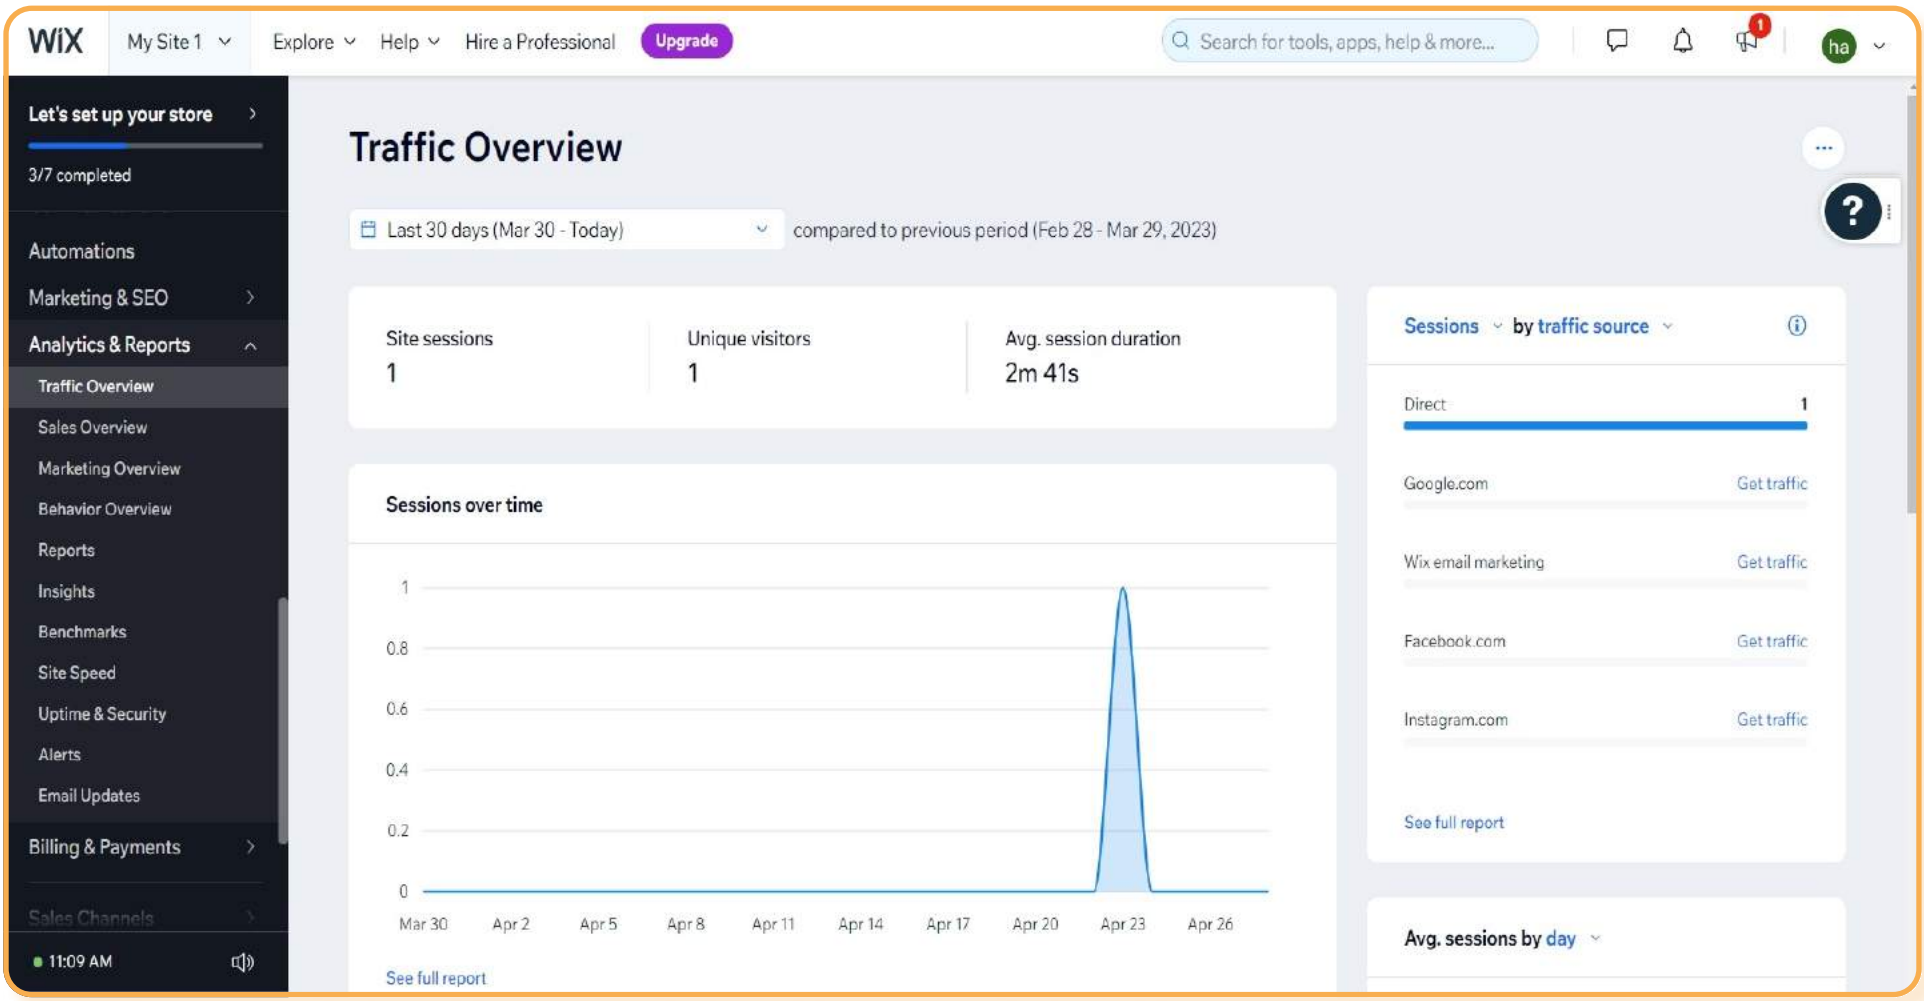 WiX
My Site 1
Explore
Help
Hire a Professional
Upgrade
Search for tools, apps, help & more...
1
ha
Let's set up your store
3/7 completed
Automations
Marketing & SEO
Analytics & Reports
Traffic Overview
Sales Overview
Marketing Overview
Behavior Overview
Reports
Insights
Benchmarks
Site Speed
Uptime & Security
Alerts
Email Updates
Billing & Payments
Sales Channels
11:09 AM
Traffic Overview
...
?
Last 30 days (Mar 30 - Today)
compared to previous period (Feb 28 - Mar 29, 2023)
Site sessions
1
Unique visitors
1
Avg. session duration
2m 41s
Sessions over time
1
0.8
0.6
0.4
0.2
0
Mar 30 Apr 2 Apr 5 Apr 8 Apr 11 Apr 14 Apr 17 Apr 20 Apr 23 Apr 26
See full report
Sessions by traffic source
Direct 1
Google.com Get traffic
Wix email marketing Get traffic
Facebook.com Get traffic
Instagram.com Get traffic
See full report
Avg. sessions by day